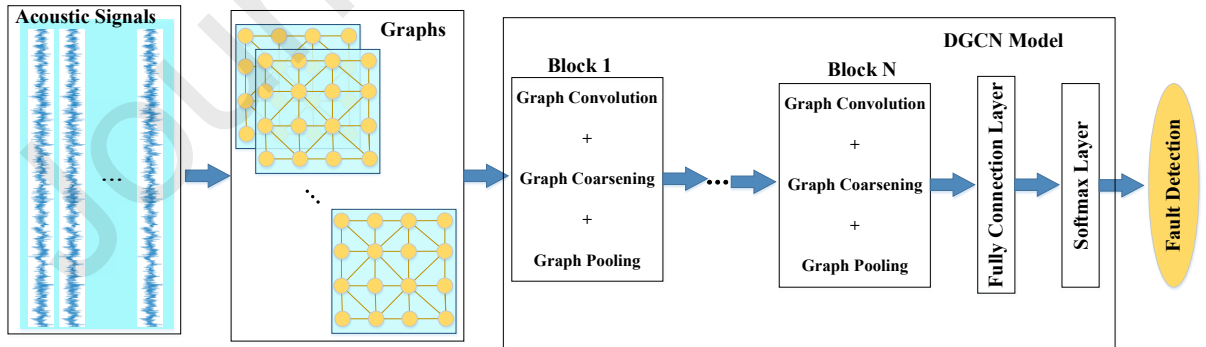 Acoustic Signals
...
Graphs
...
DGCN Model
Block 1
Graph Convolution
+
Graph Coarsening
+
Graph Pooling
...
Block N
Graph Convolution
+
Graph Coarsening
+
Graph Pooling
Fully Connection Layer
Softmax Layer
Fault Detection